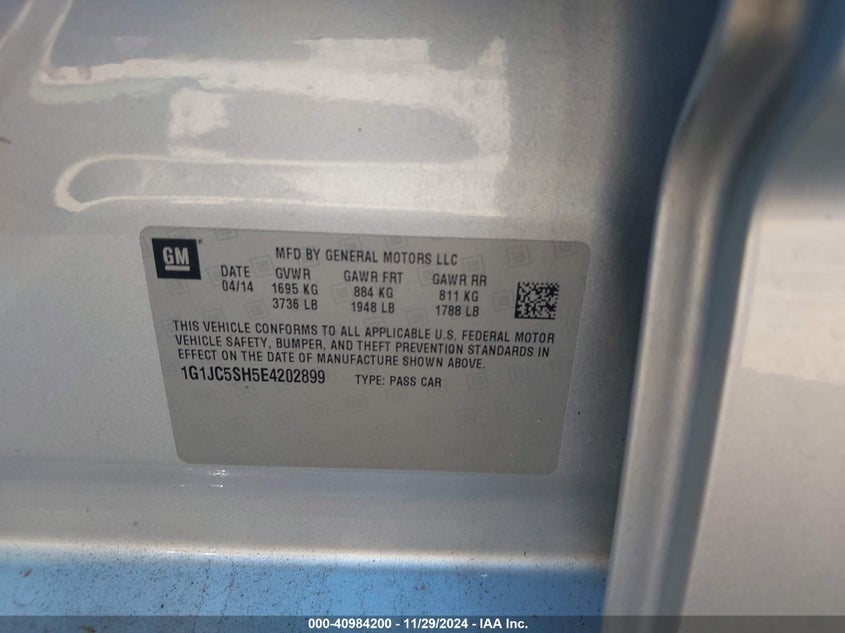 GM
MFD BY GENERAL MOTORS LLC
DATE GVWR GAWR FRT GAWR RR
04/14 1695 KG 884 KG 811 KG
3736 LB 1948 LB 1788 LB
THIS VEHICLE CONFORMS TO ALL APPLICABLE U.S. FEDERAL MOTOR
VEHICLE SAFETY, BUMPER, AND THEFT PREVENTION STANDARDS IN
EFFECT ON THE DATE OF MANUFACTURE SHOWN ABOVE.
1G1JC5SH5E4202899 TYPE: PASS CAR
000-40984200 - 11/29/2024 - IAA Inc.